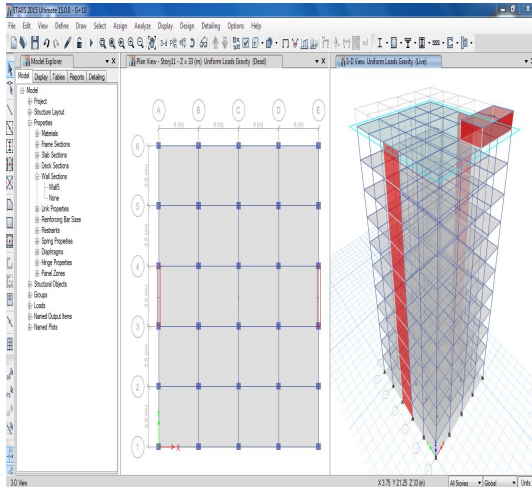 ETABS 2015 Ultimate 15.0.0 - G+10
File Edit View Define Draw Select Assign Analyze Display Design Detailing Options Help
Model Explorer
Plan View - Story11 - Z = 33 (m) Uniform Loads Gravity (Dead)
3-D View Uniform Loads Gravity (Live)
Model Display Tables Reports Detailing
Model
Project
Structure Layout
Properties
Materials
Frame Sections
Slab Sections
Deck Sections
Wall Sections
Wall5
None
Link Properties
Reinforcing Bar Sizes
Restraints
Spring Properties
Diaphragms
Hinge Properties
Panel Zones
Structural Objects
Groups
Loads
Named Output Items
Named Plots
A B C D E
4 (m) 4 (m) 4 (m) 4 (m)
6
5
4
3
2
1
X
3-D View
X 3.75 Y 21.25 Z 33 (m)
All Stories
Global
Units